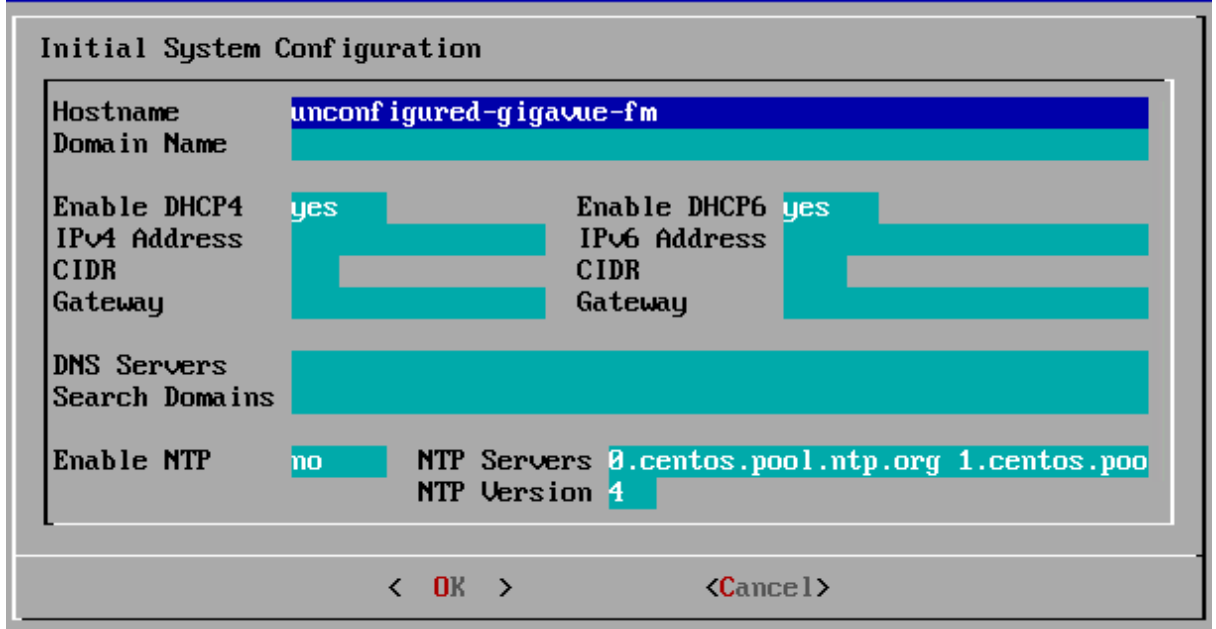 Initial System Configuration
Hostname unconfigured-gigavue-fm
Domain Name
Enable DHCP4 yes Enable DHCP6 yes
IPv4 Address IPv6 Address
CIDR CIDR
Gateway Gateway
DNS Servers
Search Domains
Enable NTP no NTP Servers 0.centos.pool.ntp.org 1.centos.poo
NTP Version 4
< OK > <Cancel>